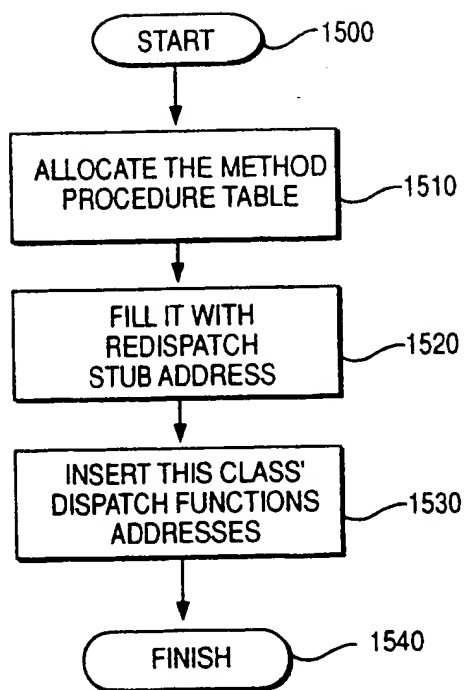 START
1500
ALLOCATE THE METHOD
PROCEDURE TABLE
1510
FILL IT WITH
REDISPATCH
STUB ADDRESS
1520
INSERT THIS CLASS'
DISPATCH FUNCTIONS
ADDRESSES
1530
FINISH
1540